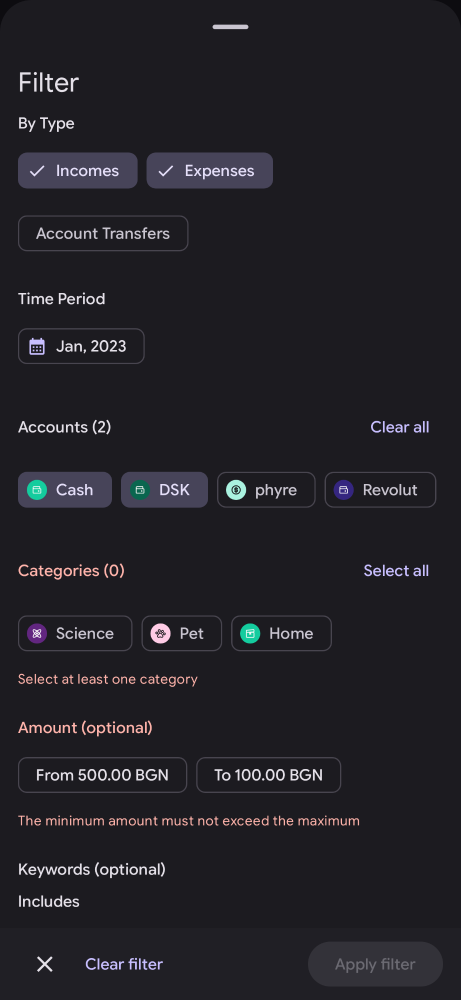 Filter
By Type
Incomes Expenses
Account Transfers
Time Period
Jan, 2023
Accounts (2) Clear all
Cash DSK phyre Revolut
Categories (0) Select all
Science Pet Home
Select at least one category
Amount (optional)
From 500.00 BGN To 100.00 BGN
The minimum amount must not exceed the maximum
Keywords (optional)
Includes
Clear filter Apply filter